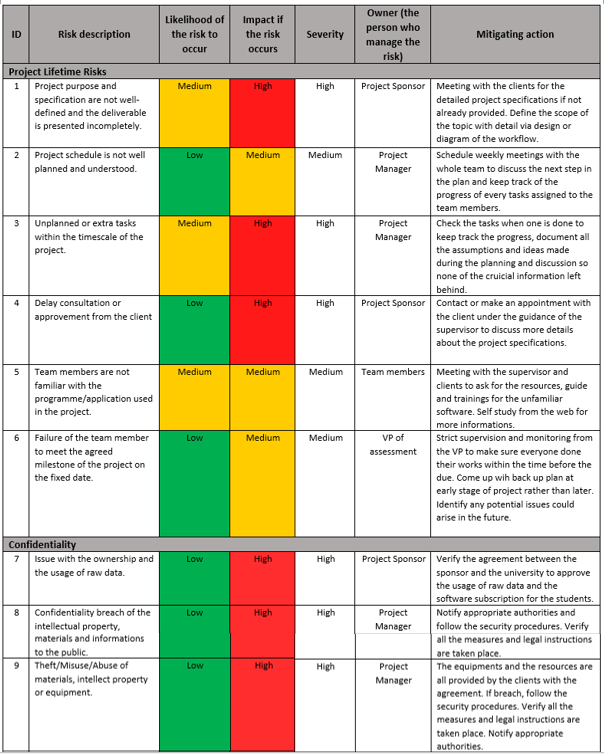 ID
Risk description
Likelihood of
the risk to
occur
Impact if
the risk
occurs
Severity
Owner (the
person who
manage the
risk)
Mitigating action
Project Lifetime Risks
1
Project purpose and
specification are not well-
defined and the deliverable
is presented incompletely.
Medium
High
High
Project Sponsor
Meeting with the clients for the
detailed project specifications if not
already provided. Define the scope of
the topic with detail via design or
diagram of the workflow.
2
Project schedule is not well
planned and understood.
Low
Medium
Medium
Project
Manager
Schedule weekly meetings with the
whole team to discuss the next step in
the plan and keep track of the
progress of every tasks assigned to the
team members.
3
Unplanned or extra tasks
within the timescale of the
project.
Medium
High
High
Project
Manager
Check the tasks when one is done to
keep track the progress, document all
the assumptions and ideas made
during the planning and discussion so
none of the cruicial information left
behind.
4
Delay consultation or
approvement from the client
Low
High
High
Project Sponsor
Contact or make an appointment with
the client under the guidance of the
supervisor to discuss more details
about the project specifications.
5
Team members are not
familiar with the
programme/application used
in the project.
Medium
Medium
Medium
Team members
Meeting with the supervisor and
clients to ask for the resources, guide
and trainings for the unfamiliar
software. Self study from the web for
more informations.
6
Failure of the team member
to meet the agreed
milestone of the project on
the fixed date.
Low
Medium
Medium
VP of
assessment
Strict supervision and monitoring from
the VP to make sure everyone done
their works within the time before the
due. Come up wih back up plan at
early stage of project rather than later.
Identify any potential issues could
arise in the future.
Confidentiality
7
Issue with the ownership and
the usage of raw data.
Low
High
High
Project Sponsor
Verify the agreement between the
sponsor and the university to approve
the usage of raw data and the
software subscription for the students.
8
Confidentiality breach of the
intellectual property,
materials and informations
to the public.
Low
High
High
Project
Manager
Notify appropriate authorities and
follow the security procedures. Verify
all the measures and legal instructions
are taken place.
9
Theft/Misuse/Abuse of
materials, intellect property
or equipment.
Low
High
High
Project
Manager
The equipments and the resources are
all provided by the clients with the
agreement. If breach, follow the
security procedures. Verify all the
measures and legal instructions are
taken place. Notify appropriate
authorities.